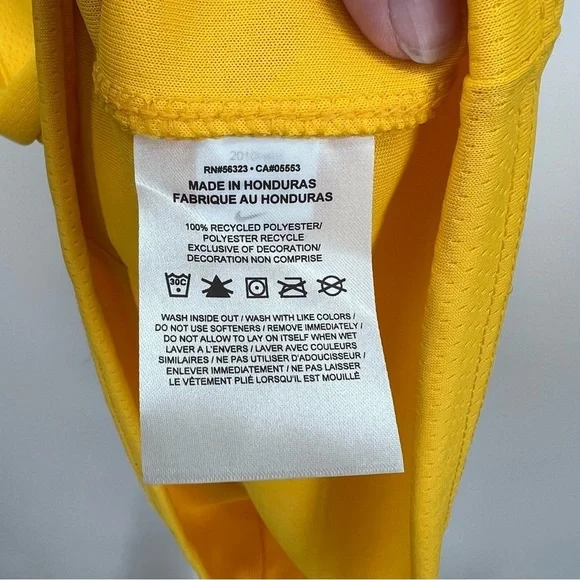 RN#56323 • CA#05553
MADE IN HONDURAS
FABRIQUE AU HONDURAS
100% RECYCLED POLYESTER/
POLYESTER RECYCLE
EXCLUSIVE OF DECORATION/
DECORATION NON COMPRISE
30C
WASH INSIDE OUT / WASH WITH LIKE COLORS /
DO NOT USE SOFTENERS / REMOVE IMMEDIATELY /
DO NOT ALLOW TO LAY ON ITSELF WHEN WET
LAVER A L'ENVERS / LAVER AVEC COULEURS
SIMILAIRES / NE PAS UTILISER D'ADOUCISSEUR /
ENLEVER IMMEDIATEMENT / NE PAS LAISSER
LE VÊTEMENT PLIÉ LORSQU'IL EST MOUILLÉ